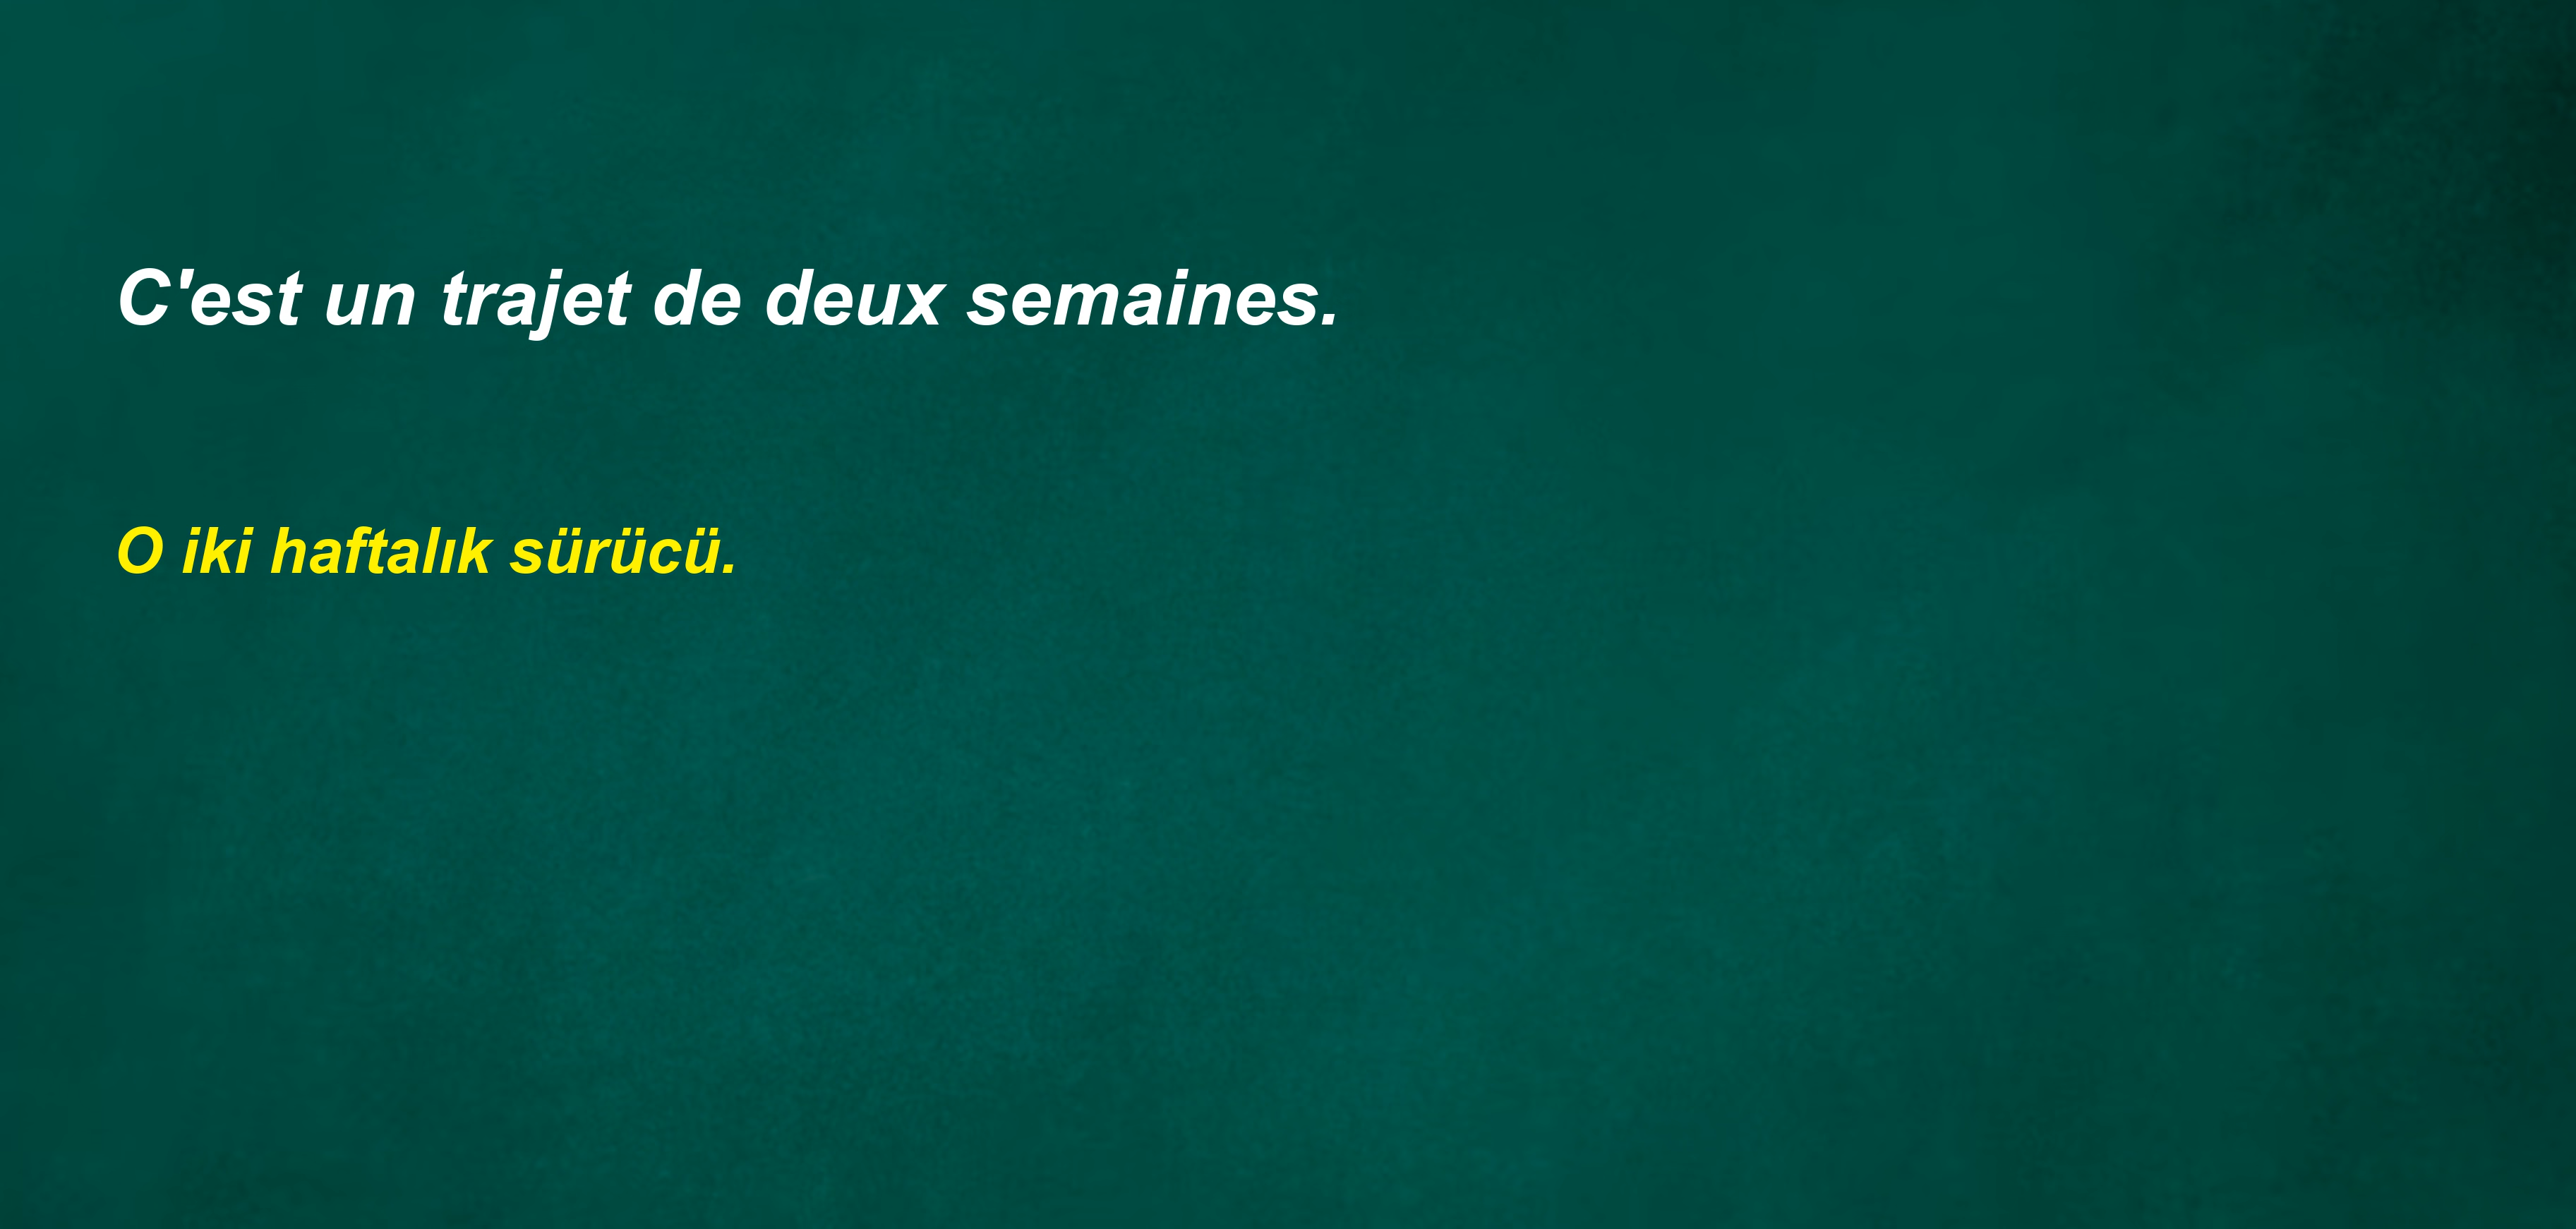 C'est un trajet de deux semaines.
O iki haftalık sürücü.